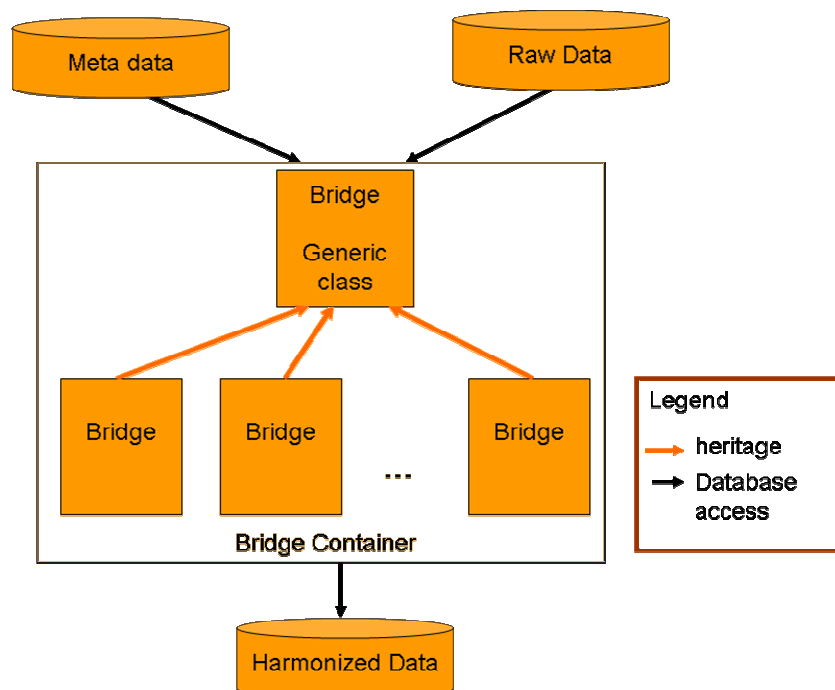 Meta data
Raw Data
Bridge
Generic
class
Bridge
Bridge
...
Bridge
Bridge Container
Legend
heritage
Database
access
Harmonized Data